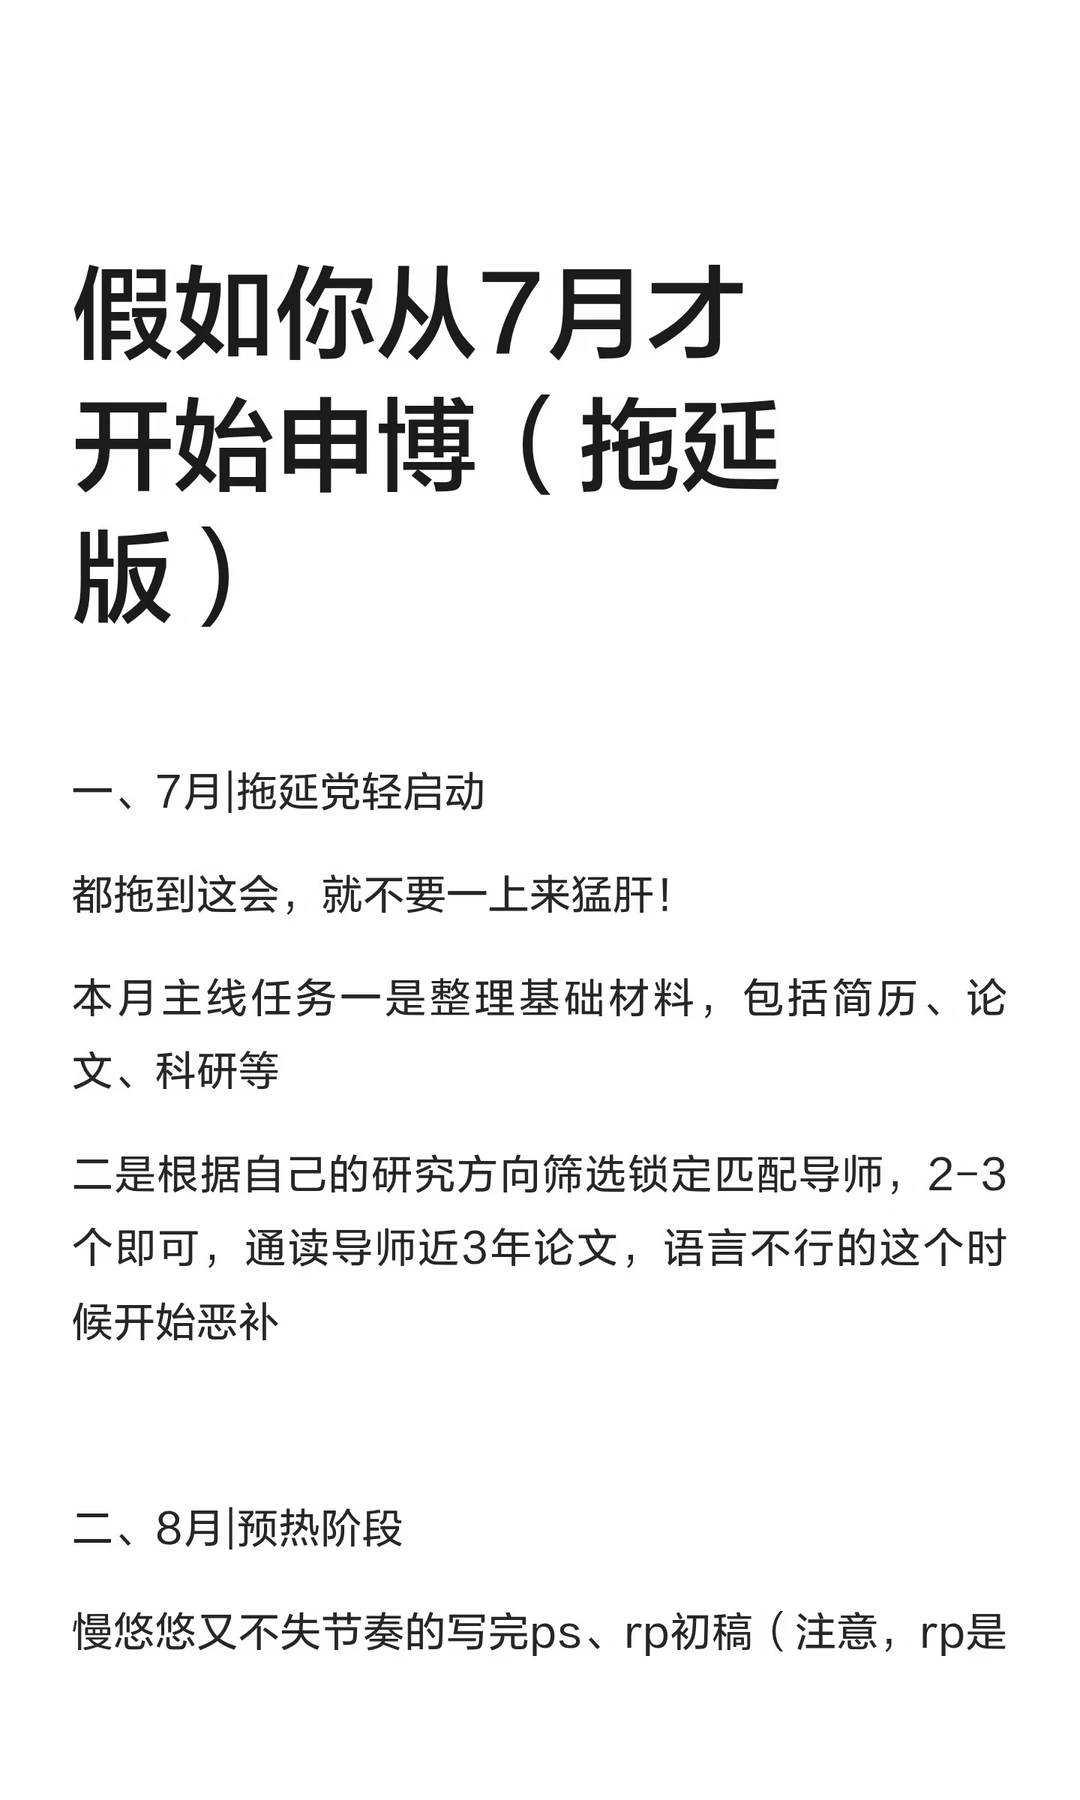 假如你从7月才
开始申博（拖延
版）
一、7月|拖延党轻启动
都拖到这会，就不要一上来猛肝！
本月主线任务一是整理基础材料，包括简历、论
文、科研等
二是根据自己的研究方向筛选锁定匹配导师，2-3
个即可，通读导师近3年论文，语言不行的这个时
候开始恶补
二、8月|预热阶段
慢悠悠又不失节奏的写完ps、rp初稿（注意，rp是